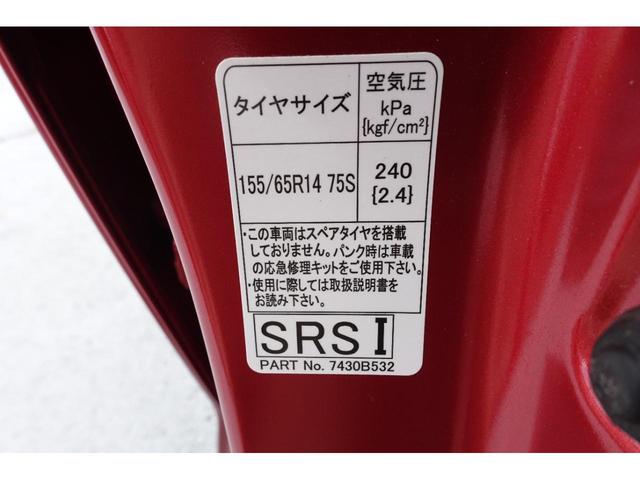 タイヤサイズ
空気圧
kPa
{kgf/cm²}
155/65R14 75S
240
{2.4}
・この車両はスペアタイヤを搭載
しておりません。パンク時は車載
の応急修理キットをご使用下さい。
・使用に際しては取扱説明書を
お読み下さい。
SRS I
PART No. 7430B532